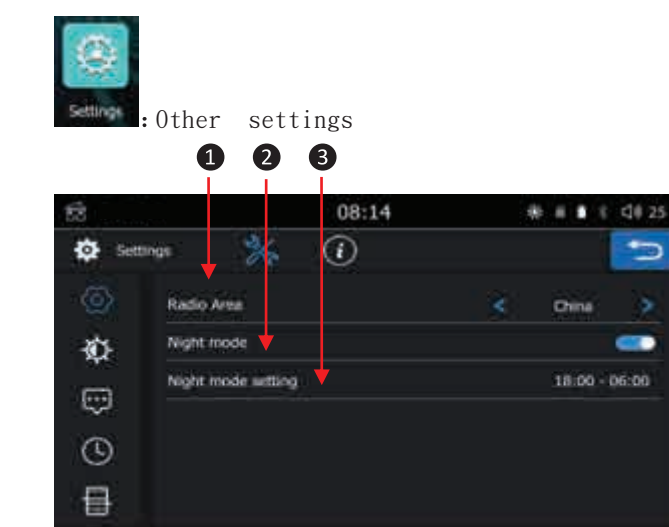 Settings
:Other settings
1 2 3
08:14 25
Settings
Radio Area < China >
Night mode
Night mode setting 18:00 - 06:00